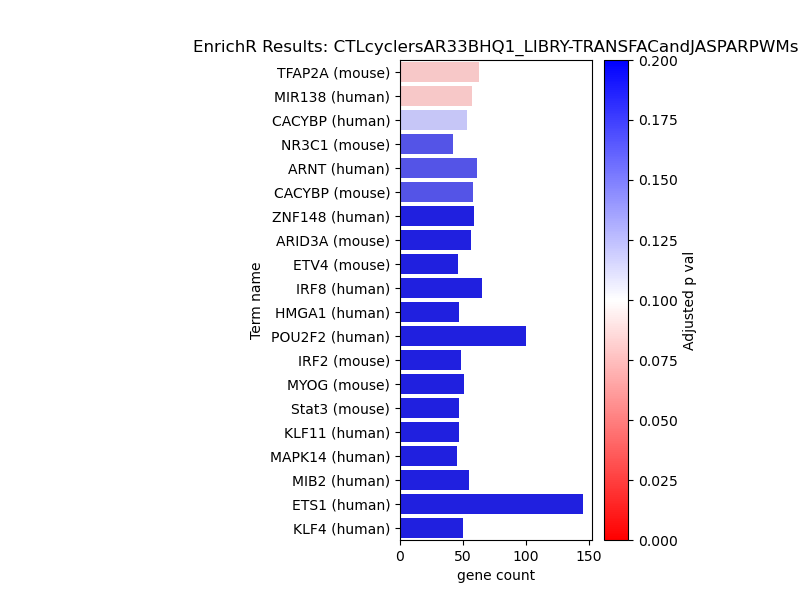 EnrichR Results: CTLcyclersAR33BHQ1_LIBRY-TRANSFACandJASPARPWMs
TFAP2A (mouse)
MIR138 (human)
CACYBP (human)
NR3C1 (mouse)
ARNT (human)
CACYBP (mouse)
ZNF148 (human)
ARID3A (mouse)
ETV4 (mouse)
IRF8 (human)
HMGA1 (human)
POU2F2 (human)
IRF2 (mouse)
MYOG (mouse)
Stat3 (mouse)
KLF11 (human)
MAPK14 (human)
MIB2 (human)
ETS1 (human)
KLF4 (human)
Term name
0 50 100 150
gene count
0.200
0.175
0.150
0.125
0.100
0.075
0.050
0.025
0.000
Adjusted p val